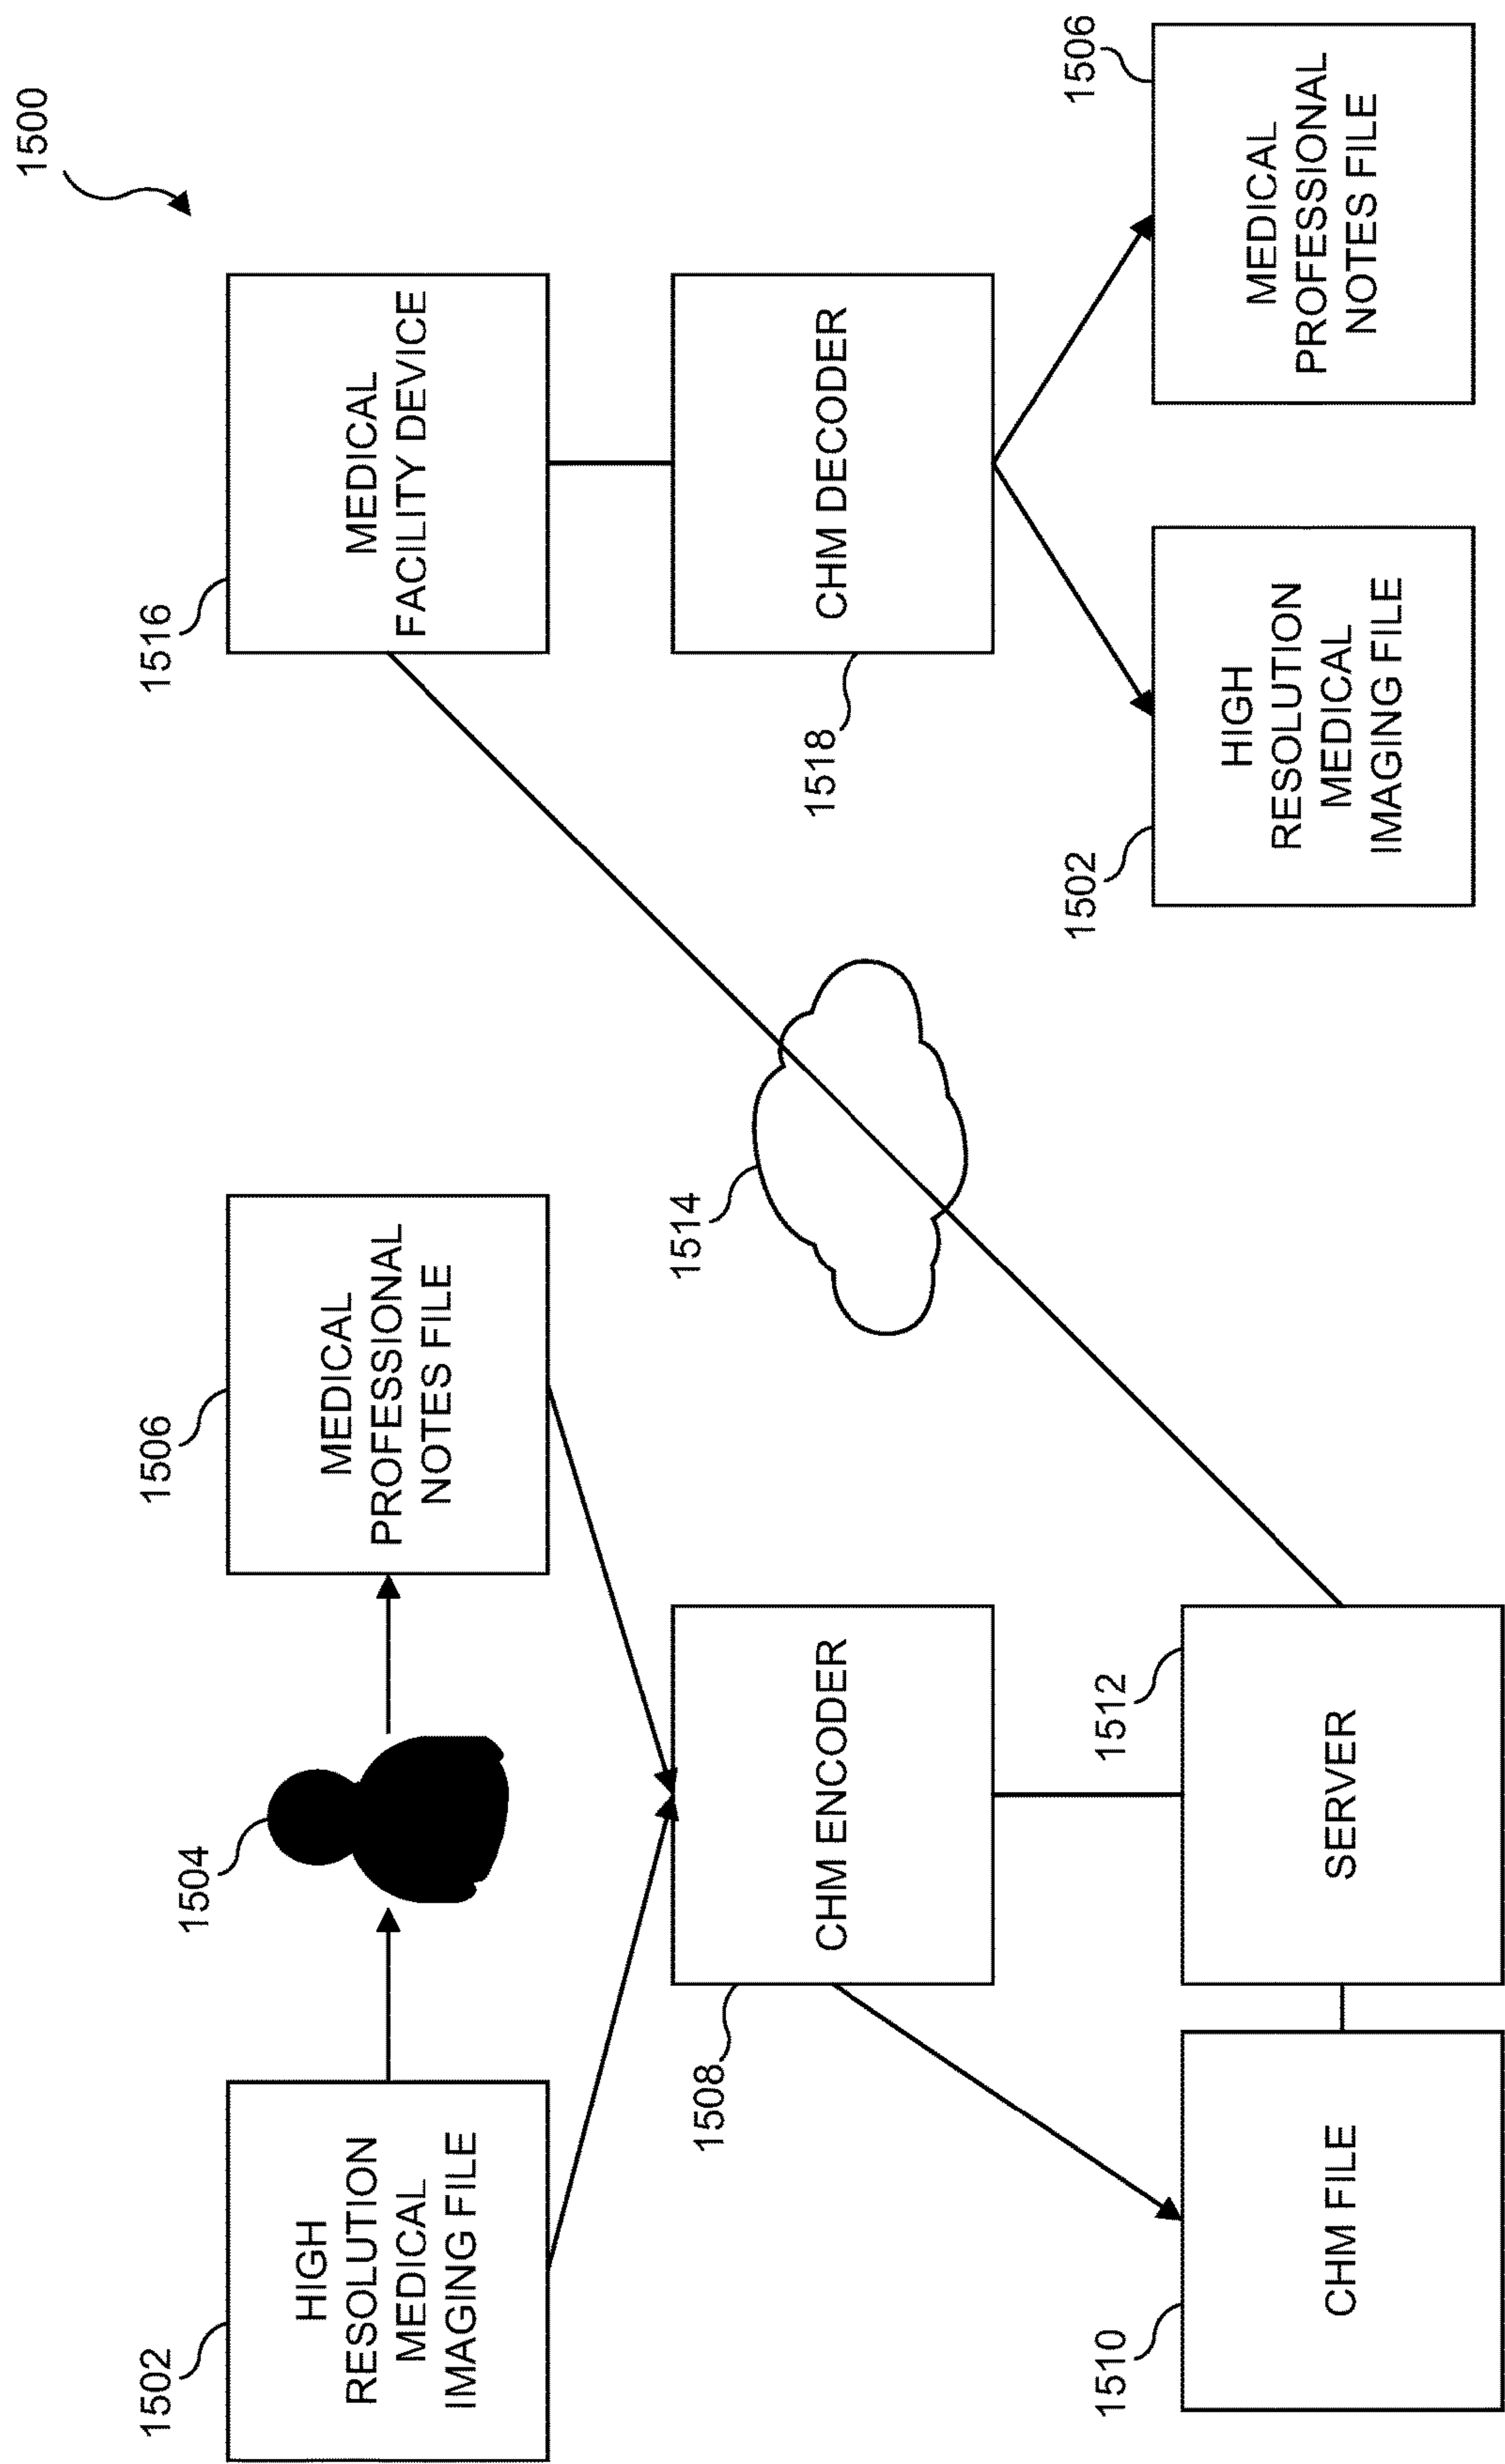 1500
1502
HIGH
RESOLUTION
MEDICAL
IMAGING FILE
1504
1506
MEDICAL
PROFESSIONAL
NOTES FILE
1516
MEDICAL
FACILITY DEVICE
1508
CHM ENCODER
1514
1518
CHM DECODER
1510
CHM FILE
1512
SERVER
1502
HIGH
RESOLUTION
MEDICAL
IMAGING FILE
1506
MEDICAL
PROFESSIONAL
NOTES FILE